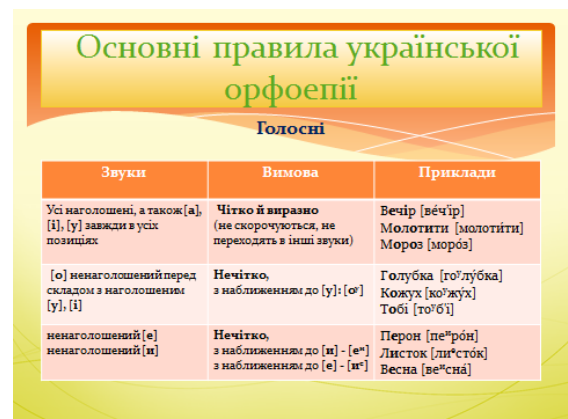 Основні правила української
орфоепії
Голосні
Звуки Вимова Приклади
Усі наголошені, а також [а],
[і], [у] завжди в усіх
позиціях
Чітко й виразно
(не скорочуються, не
переходять в інші звуки)
Вечір [ве́ч'ір]
Молотити [молоти́ти]
Мороз [моро́з]
[о] ненаголошений перед
складом з наголошеним
[у], [і]
Нечітко,
з наближенням до [у]: [оʸ]
Голубка [гоʸлу́бка]
Кожух [коʸжу́х]
Тобі [тоʸб'і́]
ненаголошений [е]
ненаголошений [и]
Нечітко,
з наближенням до [и] - [еᶦ]
з наближенням до [е] - [иᵉ]
Перон [пеᶦро́н]
Листок [лиᵉсто́к]
Весна [веᶦсна́]